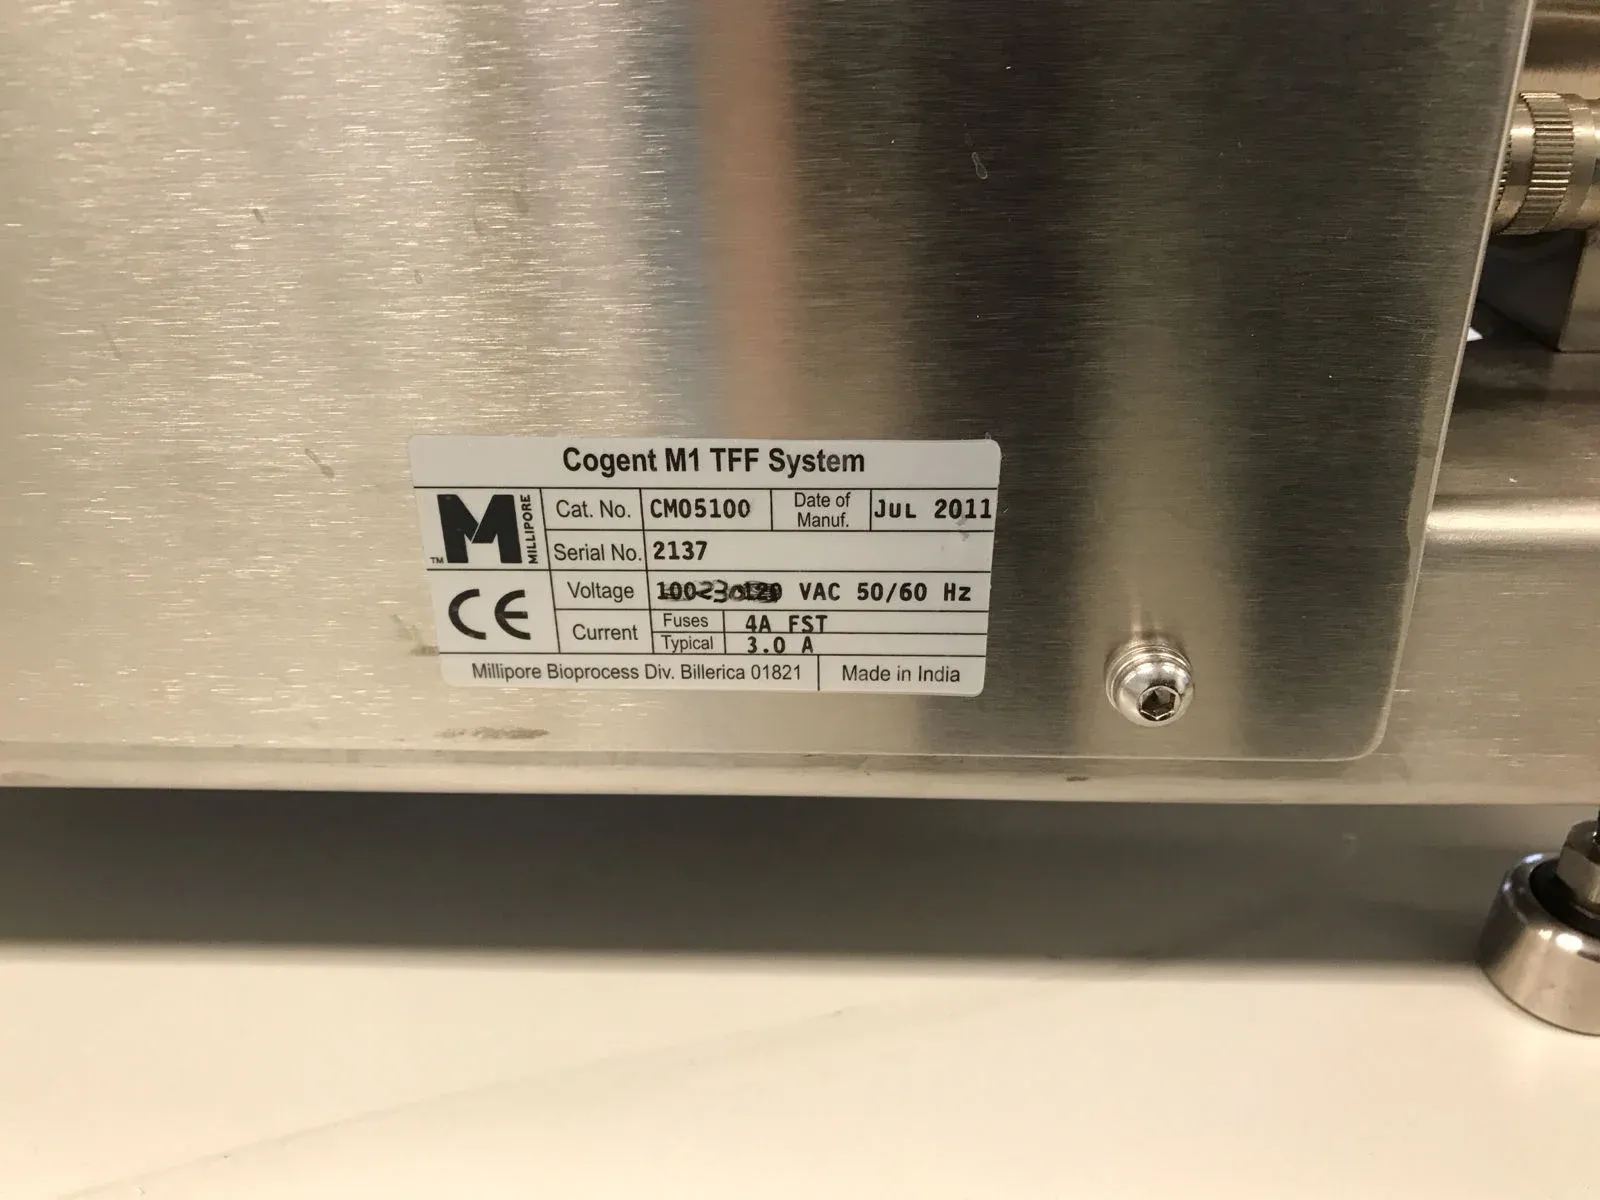 Cogent M1 TFF System
™ MILLIPORE
Cat. No. CM05100 Date of Manuf. JUL 2011
Serial No. 2137
CE
Voltage VAC 50/60 Hz
Current Fuses 4A FST
Typical 3.0 A
Millipore Bioprocess Div. Billerica 01821 Made in India